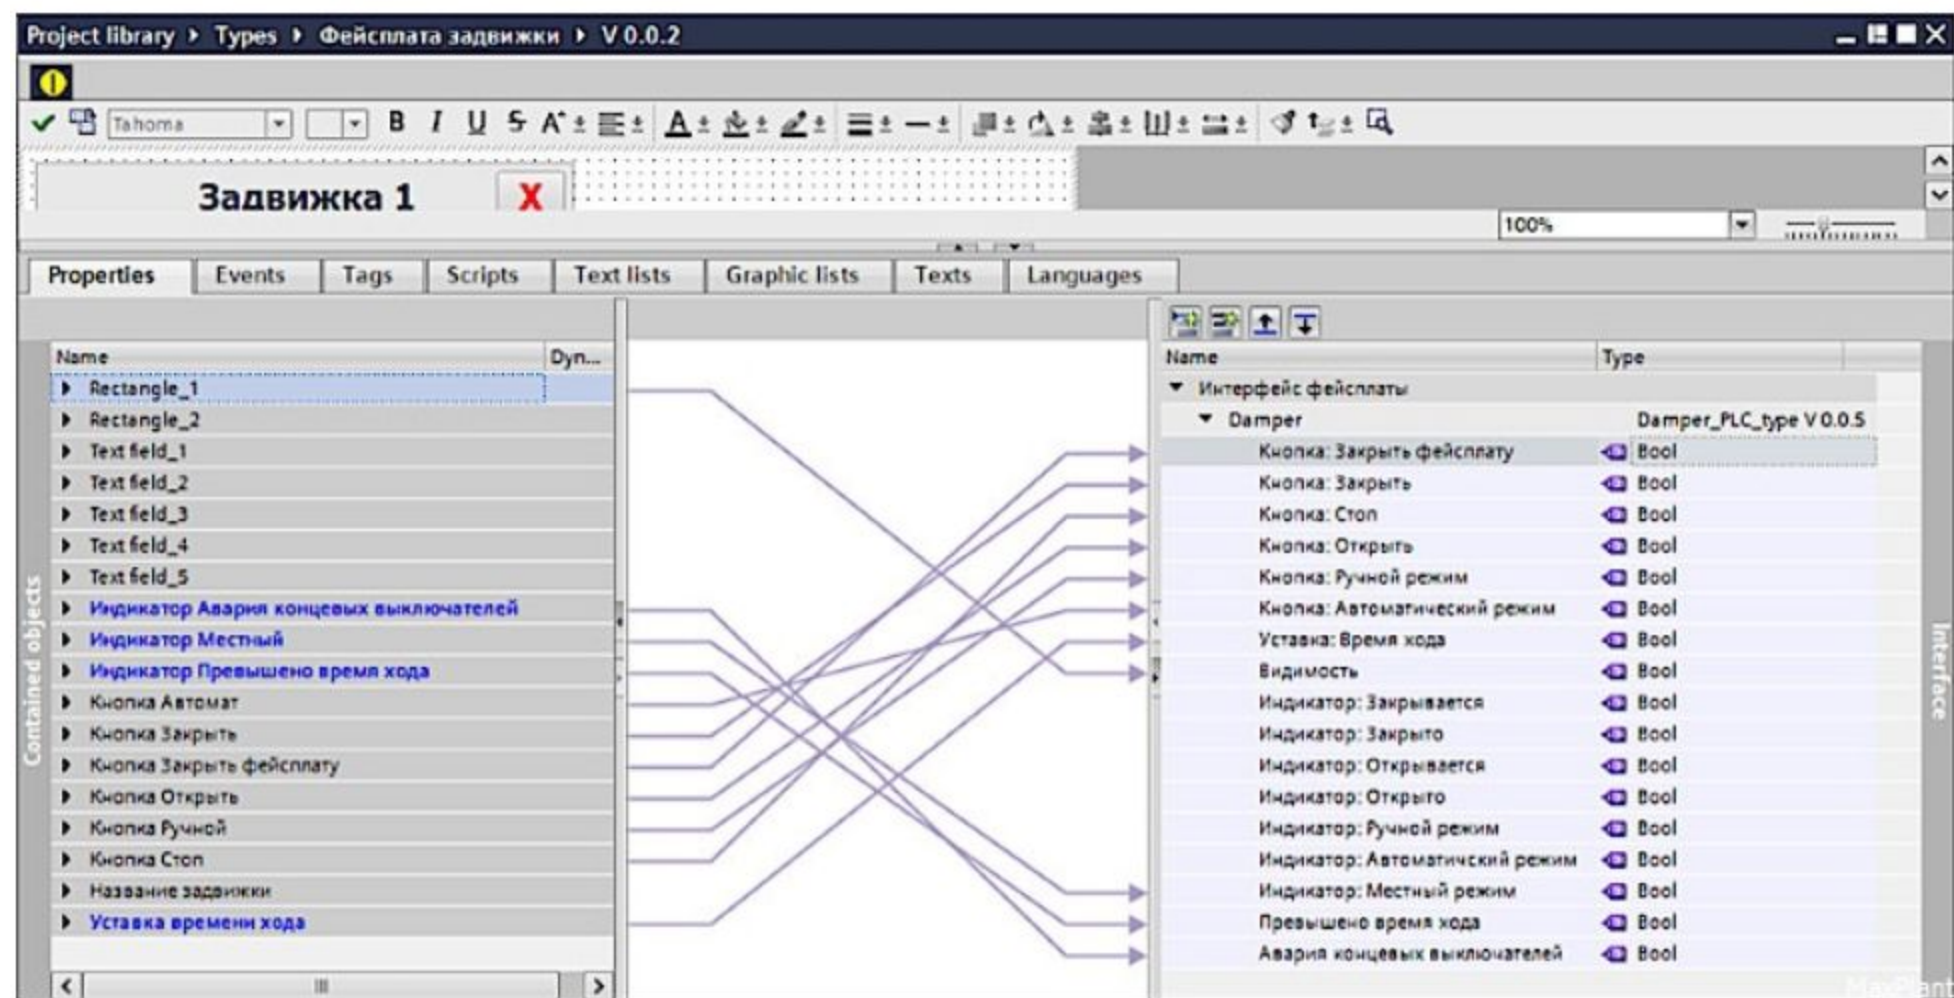 Project library ▸ Types ▸ Фейсплата задвижки ▸ V 0.0.2
Tahoma B I U S A
Задвижка 1 X
100%
Properties Events Tags Scripts Text lists Graphic lists Texts Languages
Name Dyn... Name Type
Rectangle_1 Интерфейс фейсплаты
Rectangle_2 Damper Damper_PLC_type V 0.0.5
Text field_1 Кнопка: Закрыть фейсплату Bool
Text field_2 Кнопка: Закрыть Bool
Text field_3 Кнопка: Стоп Bool
Text field_4 Кнопка: Открыть Bool
Text field_5 Кнопка: Ручной режим Bool
Индикатор Авария концевых выключателей Кнопка: Автоматический режим Bool
Индикатор Местный Уставка: Время хода Bool
Индикатор Превышено время хода Видимость Bool
Кнопка Автомат Индикатор: Закрывается Bool
Кнопка Закрыть Индикатор: Закрыто Bool
Кнопка Закрыть фейсплату Индикатор: Открывается Bool
Кнопка Открыть Индикатор: Открыто Bool
Кнопка Ручной Индикатор: Ручной режим Bool
Кнопка Стоп Индикатор: Автоматичский режим Bool
Название задвижки Индикатор: Местный режим Bool
Уставка времени хода Превышено время хода Bool
Авария концевых выключателей Bool
Contained objects
Interface
MaxPlant